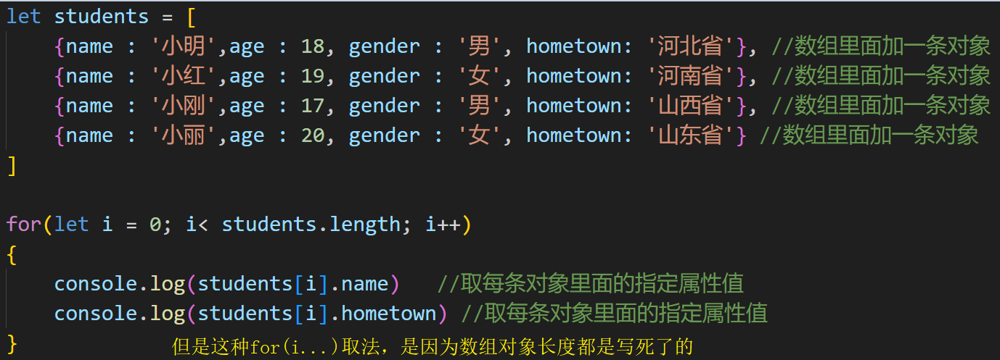 let students = [
{name : '小明',age : 18, gender : '男', hometown: '河北省'}, //数组里面加一条对象
{name : '小红',age : 19, gender : '女', hometown: '河南省'}, //数组里面加一条对象
{name : '小刚',age : 17, gender : '男', hometown: '山西省'}, //数组里面加一条对象
{name : '小丽',age : 20, gender : '女', hometown: '山东省'} //数组里面加一条对象
]
for(let i = 0; i< students.length; i++)
{
console.log(students[i].name) //取每条对象里面的指定属性值
console.log(students[i].hometown) //取每条对象里面的指定属性值
} 但是这种for(i...)取法，是因为数组对象长度都是写死了的